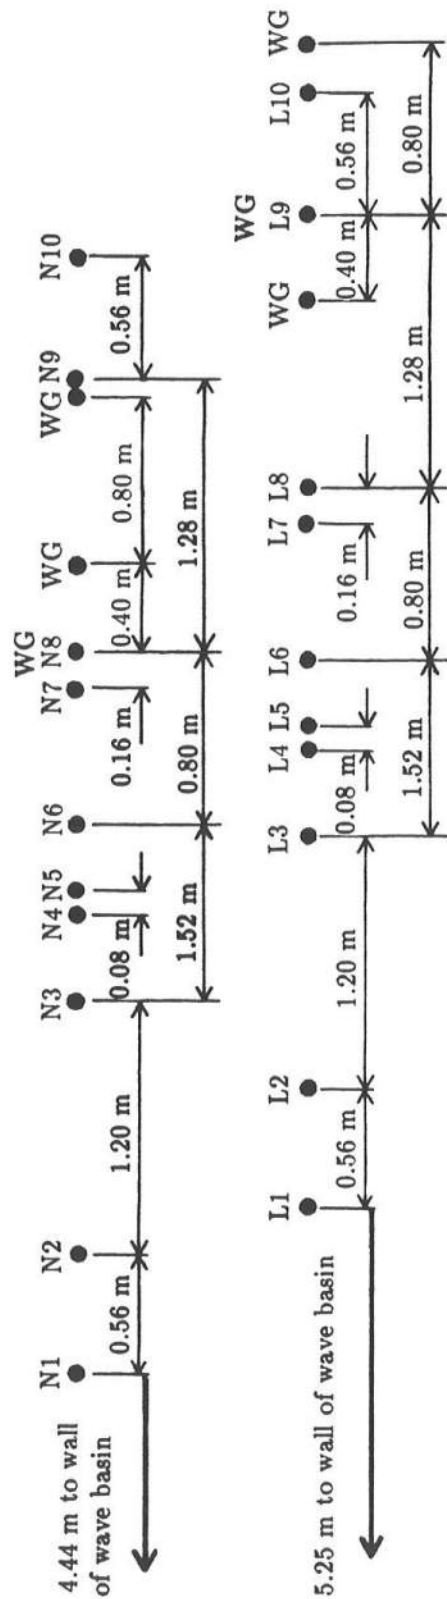 WG
N1 N2 N3 N4 N5 N6 N7 N8 WG WG N9 N10
4.44 m to wall
of wave basin
0.56 m 1.20 m 0.08 m 0.16 m 0.40 m 0.80 m 0.56 m
1.52 m 0.80 m 1.28 m
WG
L1 L2 L3 L4 L5 L6 L7 L8 WG L9 L10 WG
5.25 m to wall of wave basin
0.56 m 1.20 m 0.08 m 0.16 m 0.40 m 0.56 m
1.52 m 0.80 m 1.28 m 0.80 m